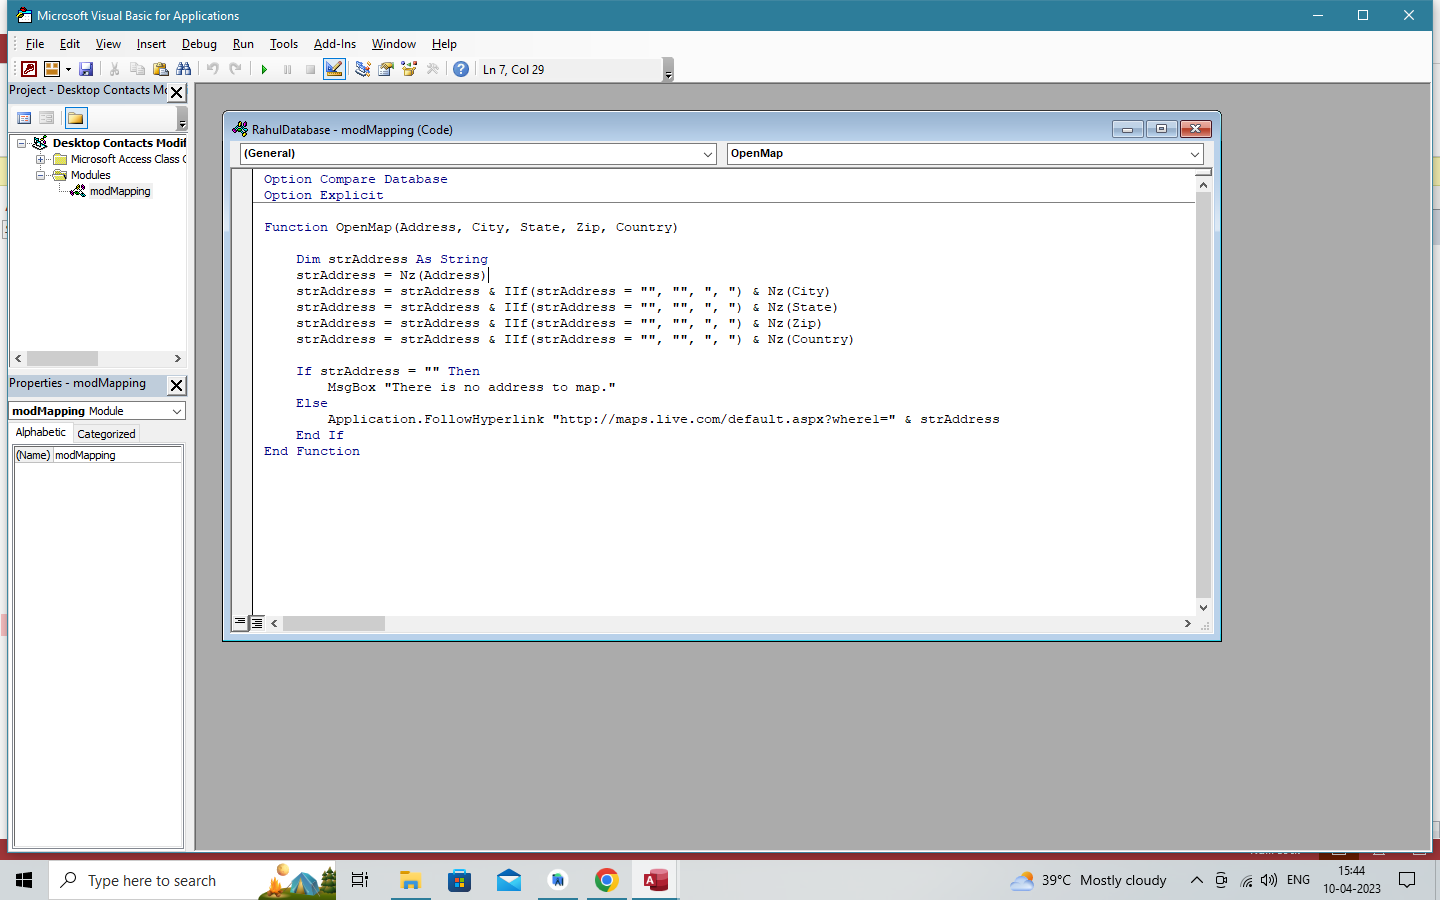 Microsoft Visual Basic for Applications
File Edit View Insert Debug Run Tools Add-Ins Window Help
Ln 7, Col 29
Project - Desktop Contacts Mo
Desktop Contacts Modif
Microsoft Access Class
Modules
modMapping
RahulDatabase - modMapping (Code)
(General) OpenMap
Option Compare Database
Option Explicit
Function OpenMap(Address, City, State, Zip, Country)
Dim strAddress As String
strAddress = Nz(Address)
strAddress = strAddress & IIf(strAddress = "", "", ", ") & Nz(City)
strAddress = strAddress & IIf(strAddress = "", "", ", ") & Nz(State)
strAddress = strAddress & IIf(strAddress = "", "", ", ") & Nz(Zip)
strAddress = strAddress & IIf(strAddress = "", "", ", ") & Nz(Country)
If strAddress = "" Then
MsgBox "There is no address to map."
Else
Application.FollowHyperlink "http://maps.live.com/default.aspx?where1=" & strAddress
End If
End Function
Properties - modMapping
modMapping Module
Alphabetic Categorized
(Name) modMapping
Type here to search
39°C Mostly cloudy
ENG
15:44
10-04-2023